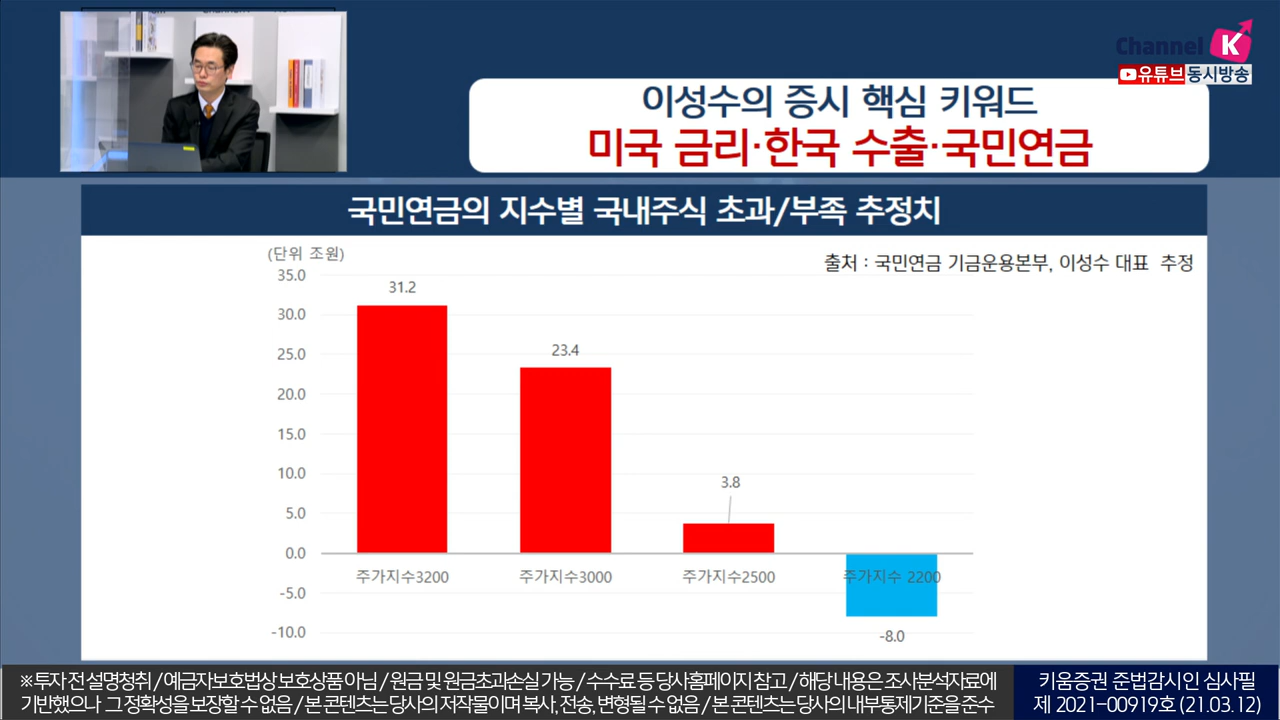 Channel K
유튜브 동시방송
이성수의 증시 핵심 키워드
미국 금리·한국 수출·국민연금
국민연금의 지수별 국내주식 초과/부족 추정치
(단위 조원)
출처 : 국민연금 기금운용본부, 이성수 대표 추정
35.0
30.0
25.0
20.0
15.0
10.0
5.0
0.0
-5.0
-10.0
31.2
23.4
3.8
-8.0
주가지수3200
주가지수3000
주가지수2500
주가지수 2200
※ 투자 전 설명청취 / 예금자보호법상 보호상품 아님 / 원금 및 원금초과손실 가능 / 수수료 등 당사홈페이지 참고 / 해당 내용은 조사분석자료에
기반했으나 그 정확성을 보장할 수 없음 / 본 콘텐츠는 당사의 저작물이며 복사, 전송, 변형될 수 없음 / 본 콘텐츠는 당사의 내부통제기준을 준수
키움증권 준법감시인 심사필
제 2021-00919호 (21.03.12)